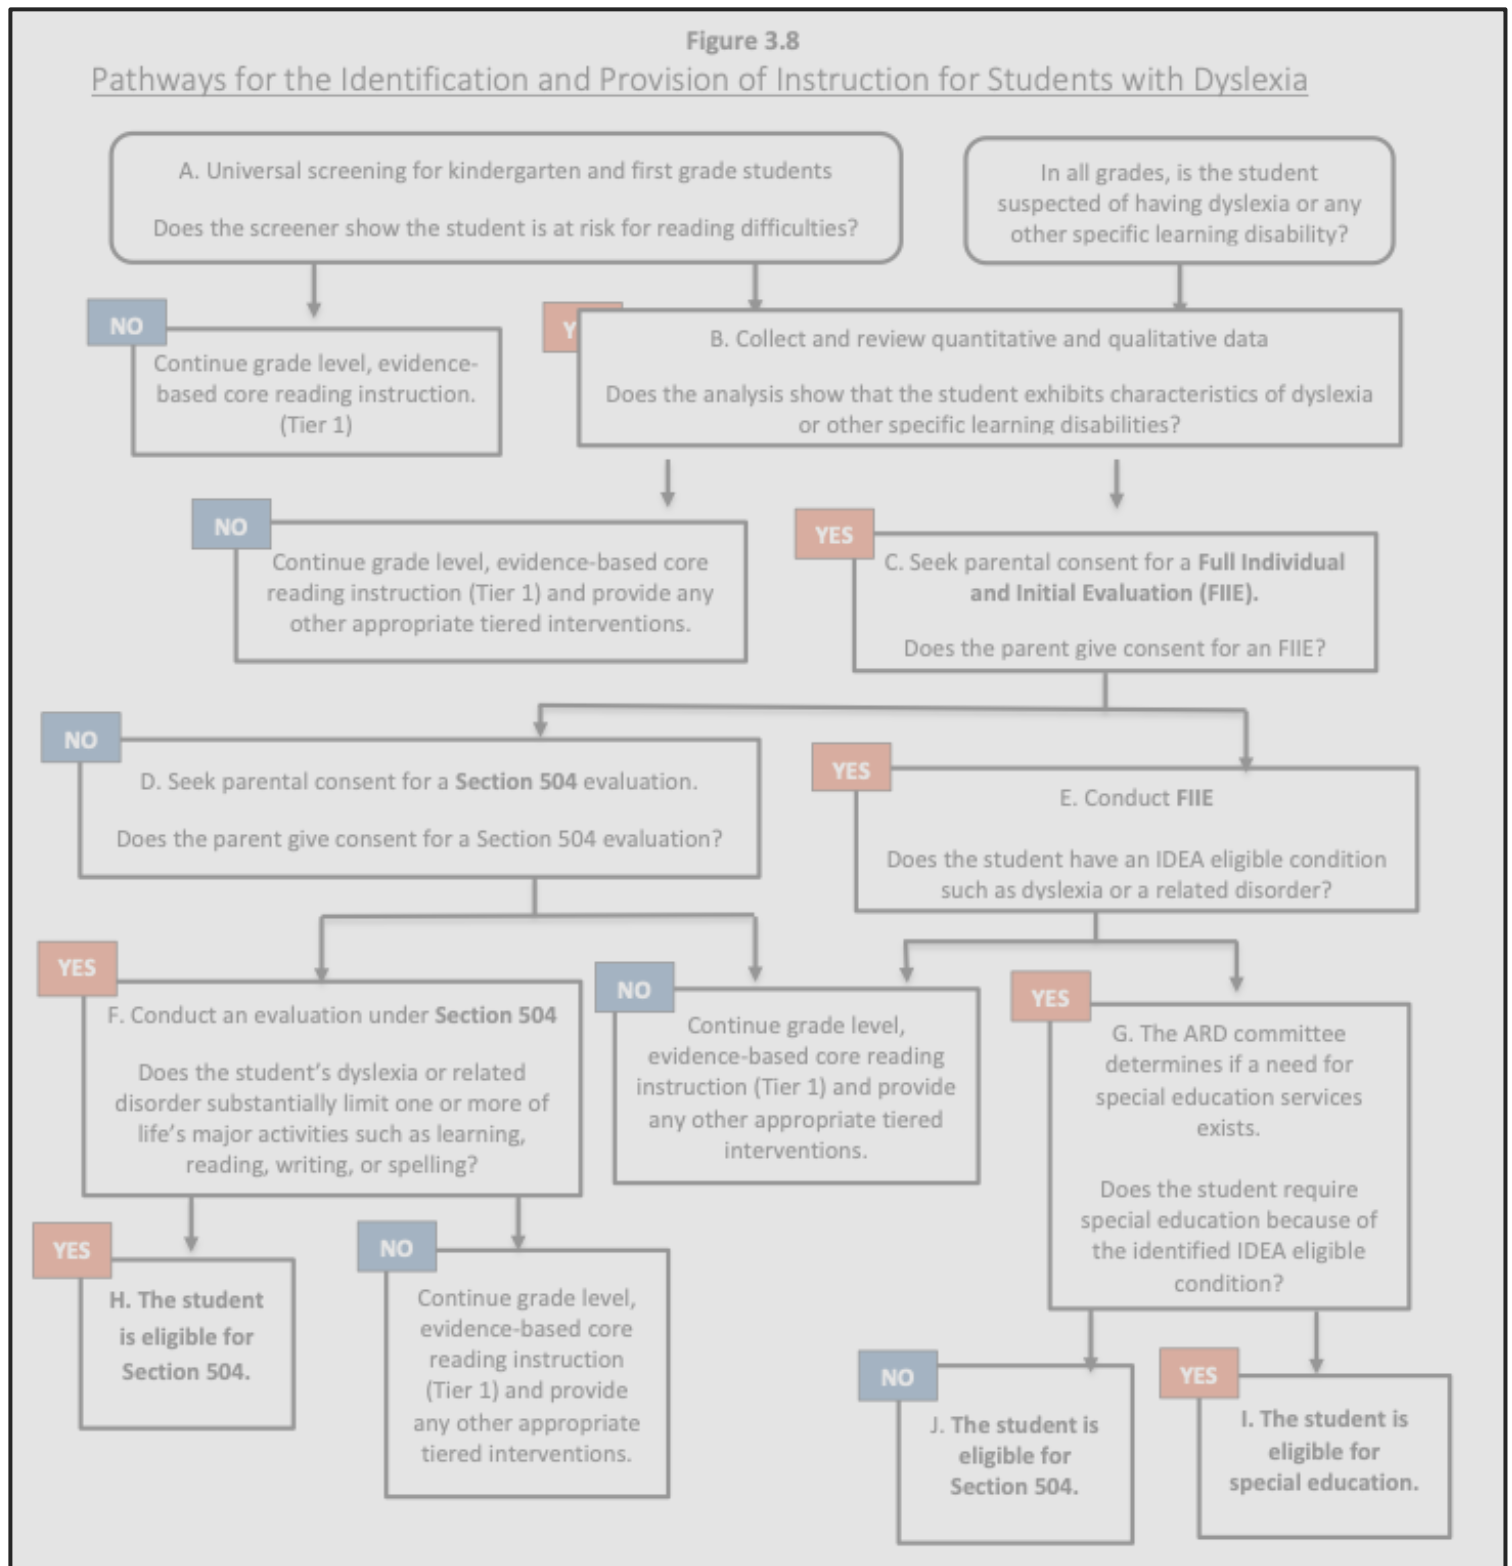 Figure 3.8
Pathways for the Identification and Provision of Instruction for Students with Dyslexia
A. Universal screening for kindergarten and first grade students
Does the screener show the student is at risk for reading difficulties?
In all grades, is the student
suspected of having dyslexia or any
other specific learning disability?
NO
Continue grade level, evidence-
based core reading instruction.
(Tier 1)
Y
B. Collect and review quantitative and qualitative data
Does the analysis show that the student exhibits characteristics of dyslexia
or other specific learning disabilities?
NO
Continue grade level, evidence-based core
reading instruction (Tier 1) and provide any
other appropriate tiered interventions.
YES
C. Seek parental consent for a Full Individual
and Initial Evaluation (FIIE).
Does the parent give consent for an FIIE?
NO
D. Seek parental consent for a Section 504 evaluation.
Does the parent give consent for a Section 504 evaluation?
YES
E. Conduct FIIE
Does the student have an IDEA eligible condition
such as dyslexia or a related disorder?
YES
F. Conduct an evaluation under Section 504
Does the student’s dyslexia or related
disorder substantially limit one or more of
life’s major activities such as learning,
reading, writing, or spelling?
NO
Continue grade level,
evidence-based core reading
instruction (Tier 1) and provide
any other appropriate tiered
interventions.
YES
G. The ARD committee
determines if a need for
special education services
exists.
Does the student require
special education because of
the identified IDEA eligible
condition?
YES
H. The student
is eligible for
Section 504.
NO
Continue grade level,
evidence-based core
reading instruction
(Tier 1) and provide
any other appropriate
tiered interventions.
NO
J. The student is
eligible for
Section 504.
YES
I. The student is
eligible for
special education.